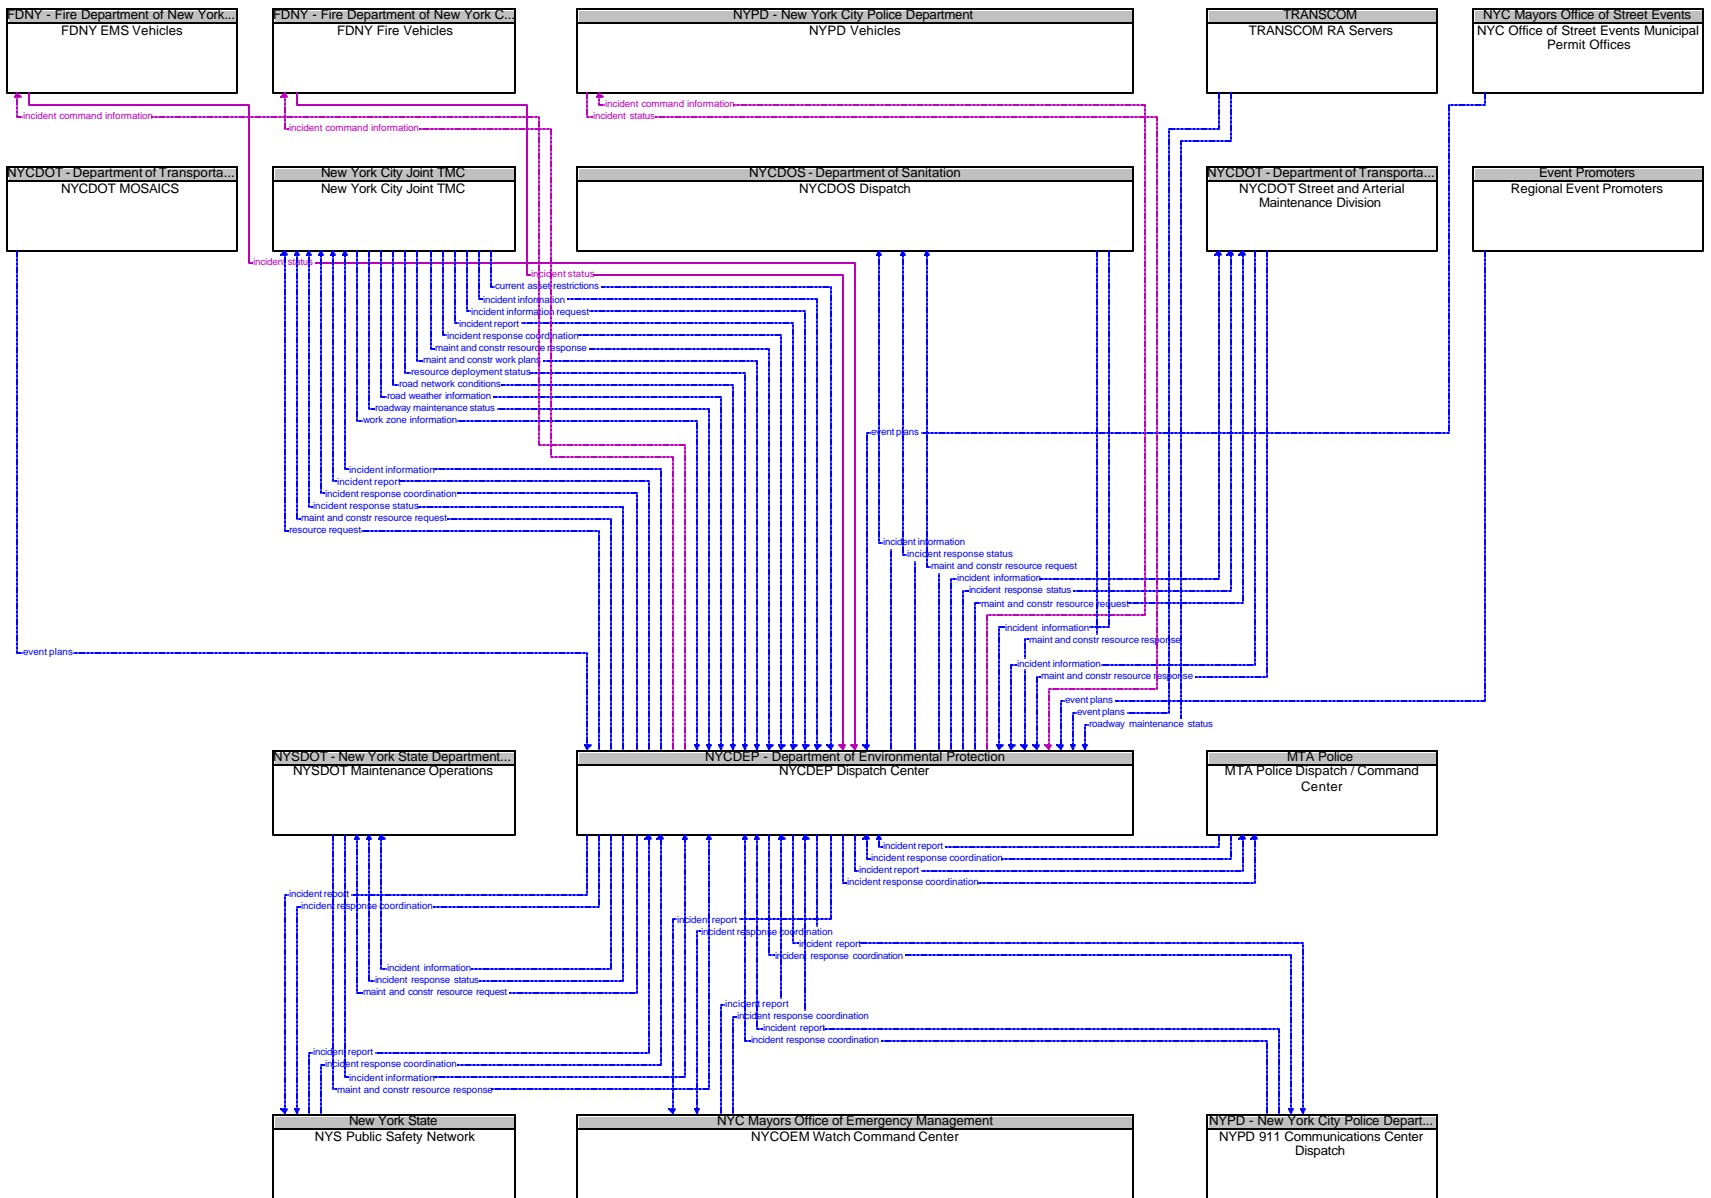 FDNY - Fire Department of New York...
FDNY EMS Vehicles
FDNY - Fire Department of New York C...
FDNY Fire Vehicles
NYPD - New York City Police Department
NYPD Vehicles
TRANSCOM
TRANSCOM RA Servers
NYC Mayors Office of Street Events
NYC Office of Street Events Municipal
Permit Offices
incident command information
incident command information
incident command information
incident status
NYCDOT - Department of Transporta...
NYCDOT MOSAICS
New York City Joint TMC
New York City Joint TMC
NYCDOS - Department of Sanitation
NYCDOS Dispatch
NYCDOT - Department of Transporta...
NYCDOT Street and Arterial
Maintenance Division
Event Promoters
Regional Event Promoters
incident status
incident status
current asset restrictions
incident information
incident information request
incident report
incident response coordination
maint and constr resource response
maint and constr work plans
resource deployment status
road network conditions
road weather information
roadway maintenance status
work zone information
event plans
incident information
incident report
incident response coordination
incident response status
maint and constr resource request
resource request
incident information
incident response status
maint and constr resource request
incident information
incident response status
maint and constr resource request
incident information
maint and constr resource response
event plans
incident information
maint and constr resource response
event plans
event plans
roadway maintenance status
NYSDOT - New York State Department...
NYSDOT Maintenance Operations
NYCDEP - Department of Environmental Protection
NYCDEP Dispatch Center
MTA Police
MTA Police Dispatch / Command
Center
incident report
incident response coordination
incident report
incident response coordination
incident report
incident response coordination
incident report
incident response coordination
incident report
incident response coordination
incident information
incident response status
maint and constr resource request
incident report
incident response coordination
incident report
incident response coordination
incident report
incident response coordination
incident information
maint and constr resource response
New York State
NYS Public Safety Network
NYC Mayors Office of Emergency Management
NYCOEM Watch Command Center
NYPD - New York City Police Depart...
NYPD 911 Communications Center
Dispatch